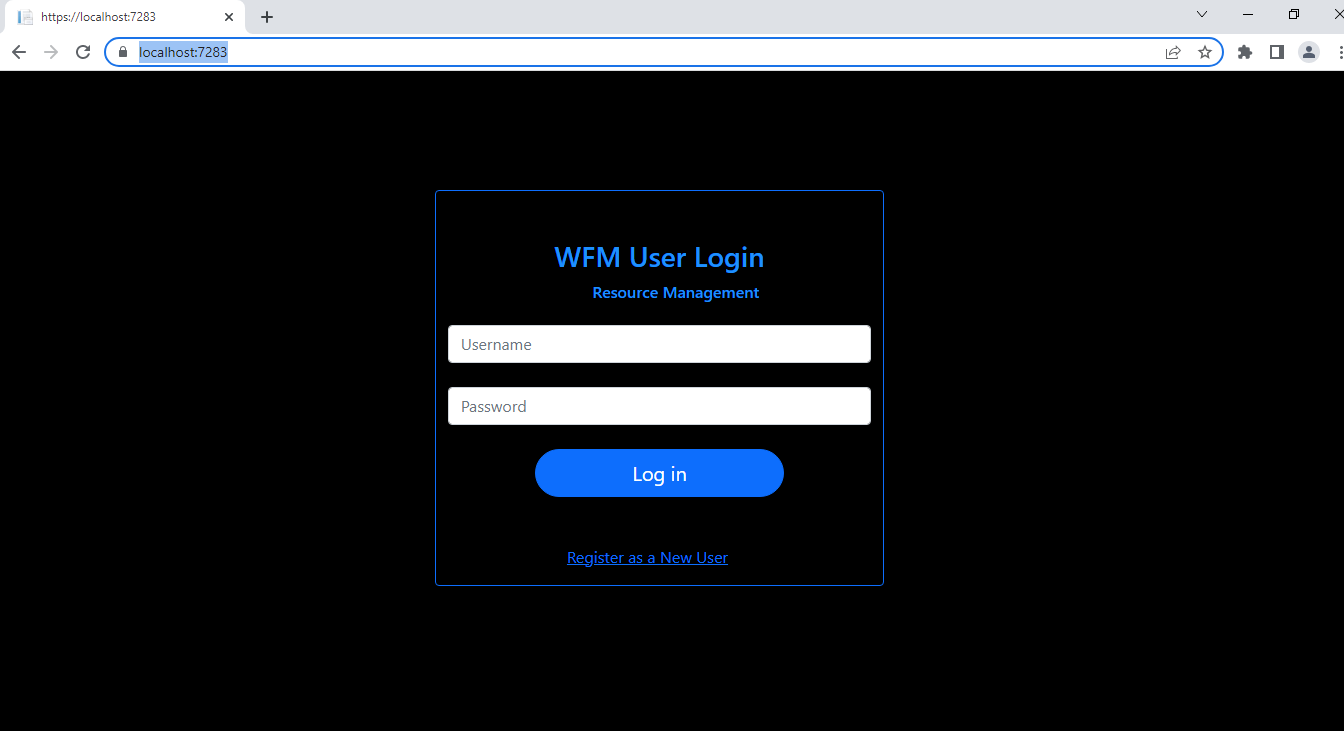 https://localhost:7283
localhost:7283
WFM User Login
Resource Management
Username
Password
Log in
Register as a New User